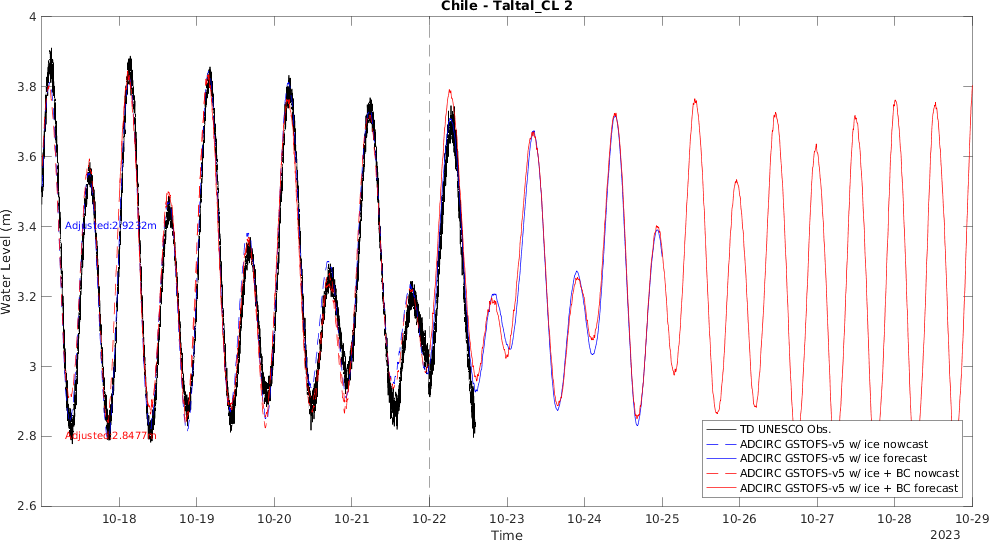 Chile - Taltal_CL 2
Water Level (m)
4
3.8
3.6
3.4
3.2
3
2.8
2.6
Adjusted:2.9232m
Adjusted:2.8477m
TD UNESCO Obs.
ADCIRC GSTOFS-v5 w/ ice nowcast
ADCIRC GSTOFS-v5 w/ ice forecast
ADCIRC GSTOFS-v5 w/ ice + BC nowcast
ADCIRC GSTOFS-v5 w/ ice + BC forecast
10-18 10-19 10-20 10-21 10-22 10-23 10-24 10-25 10-26 10-27 10-28 10-29
Time
2023